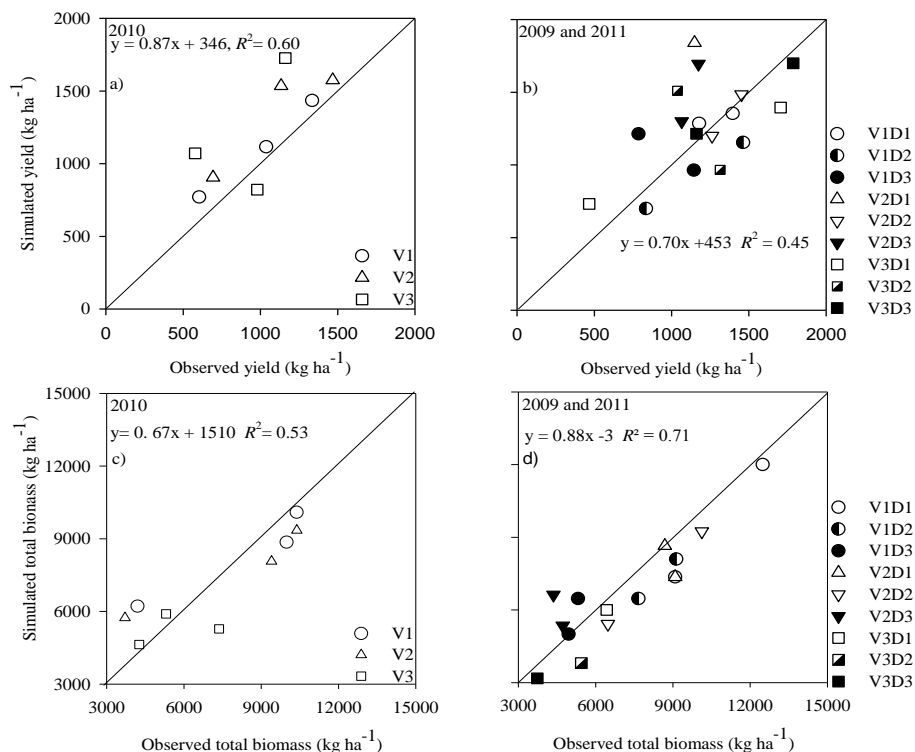 2010
y = 0.87x + 346, R²= 0.60
a)
2000
1500
1000
500
0
Simulated yield (kg ha⁻¹)
0 500 1000 1500 2000
Observed yield (kg ha⁻¹)
V1
V2
V3
2009 and 2011
b)
y = 0.70x +453 R² = 0.45
0 500 1000 1500 2000
Observed yield (kg ha⁻¹)
V1D1
V1D2
V1D3
V2D1
V2D2
V2D3
V3D1
V3D2
V3D3
2010
y= 0. 67x + 1510 R²= 0.53
c)
15000
12000
9000
6000
3000
Simulated total bionass (kg ha⁻¹)
3000 6000 9000 12000 15000
Observed total biomass (kg ha⁻¹)
V1
V2
V3
2009 and 2011
y = 0.88x -3 R² = 0.71
d)
3000 6000 9000 12000 15000
Observed total biomass (kg ha⁻¹)
V1D1
V1D2
V1D3
V2D1
V2D2
V2D3
V3D1
V3D2
V3D3